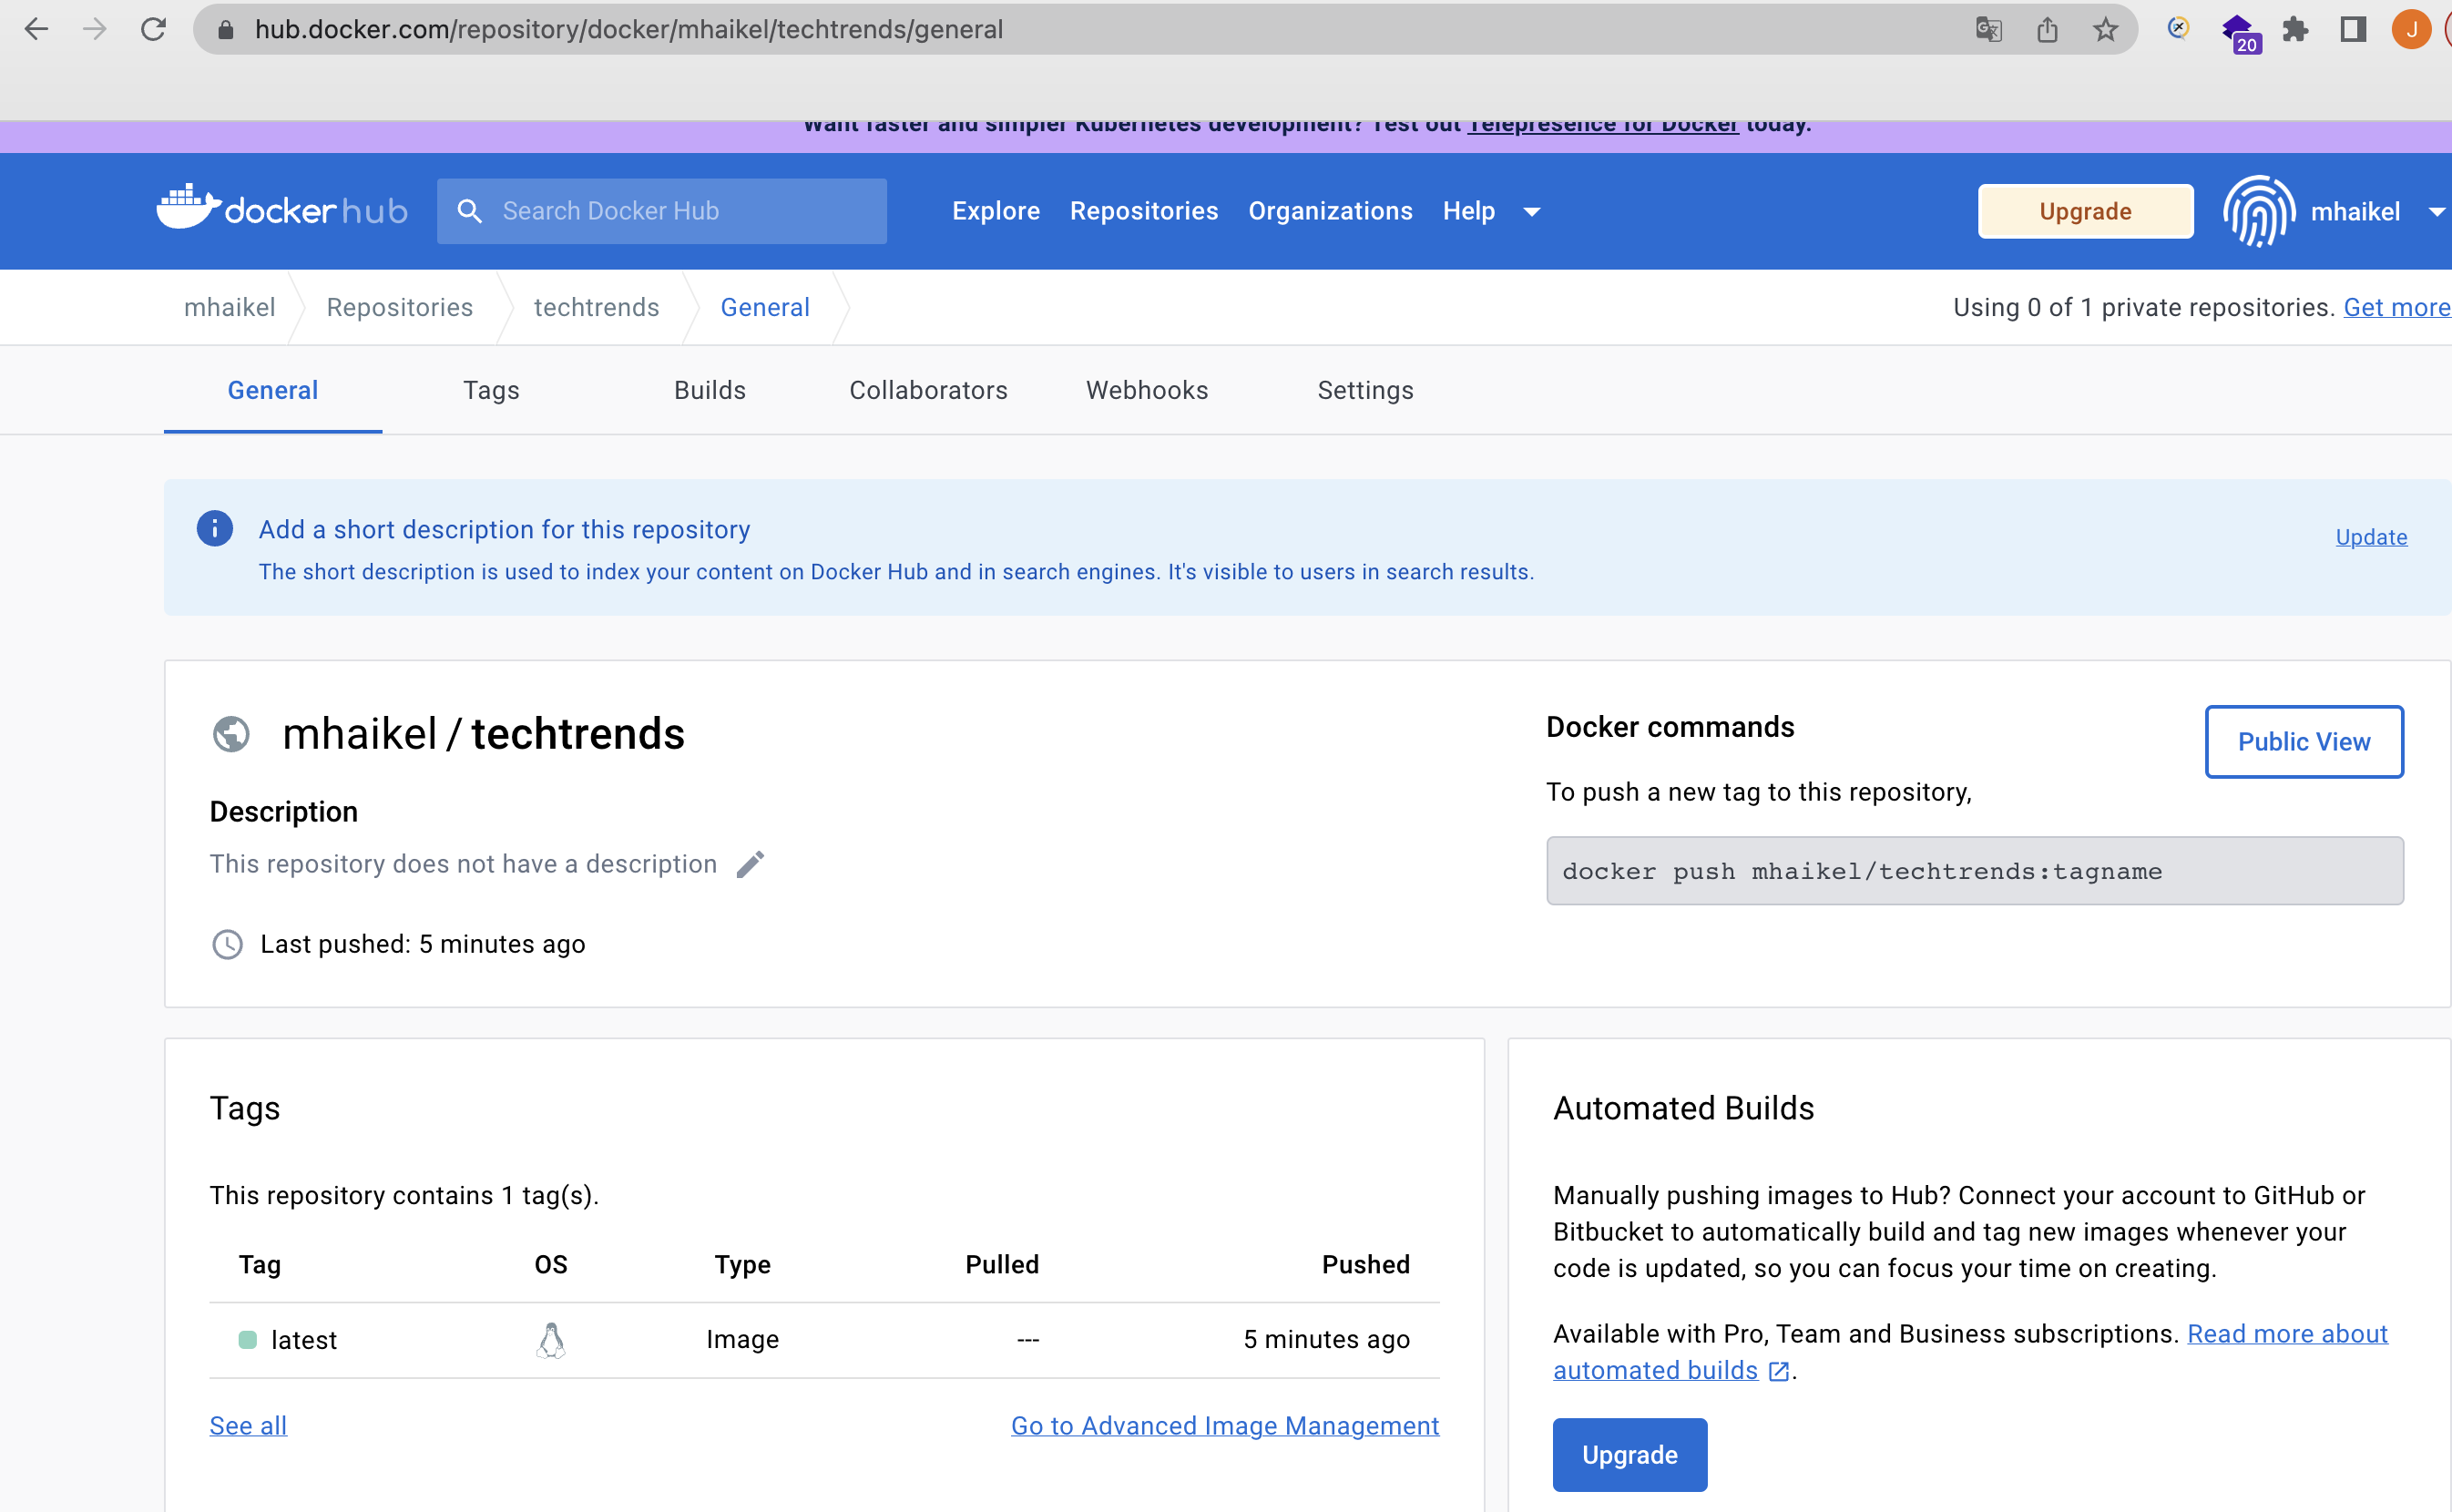 hub.docker.com/repository/docker/mhaikel/techtrends/general
20
J
Want faster and simpler Kubernetes development? Test out Telepresence for Docker today.
docker hub
Search Docker Hub
Explore
Repositories
Organizations
Help
Upgrade
mhaikel
mhaikel
Repositories
techtrends
General
Using 0 of 1 private repositories. Get more
General
Tags
Builds
Collaborators
Webhooks
Settings
Add a short description for this repository
Update
The short description is used to index your content on Docker Hub and in search engines. It's visible to users in search results.
mhaikel / techtrends
Description
This repository does not have a description
Last pushed: 5 minutes ago
Docker commands
Public View
To push a new tag to this repository,
docker push mhaikel/techtrends:tagname
Tags
This repository contains 1 tag(s).
Tag OS Type Pulled Pushed
latest Image --- 5 minutes ago
See all
Go to Advanced Image Management
Automated Builds
Manually pushing images to Hub? Connect your account to GitHub or
Bitbucket to automatically build and tag new images whenever your
code is updated, so you can focus your time on creating.
Available with Pro, Team and Business subscriptions. Read more about
automated builds .
Upgrade